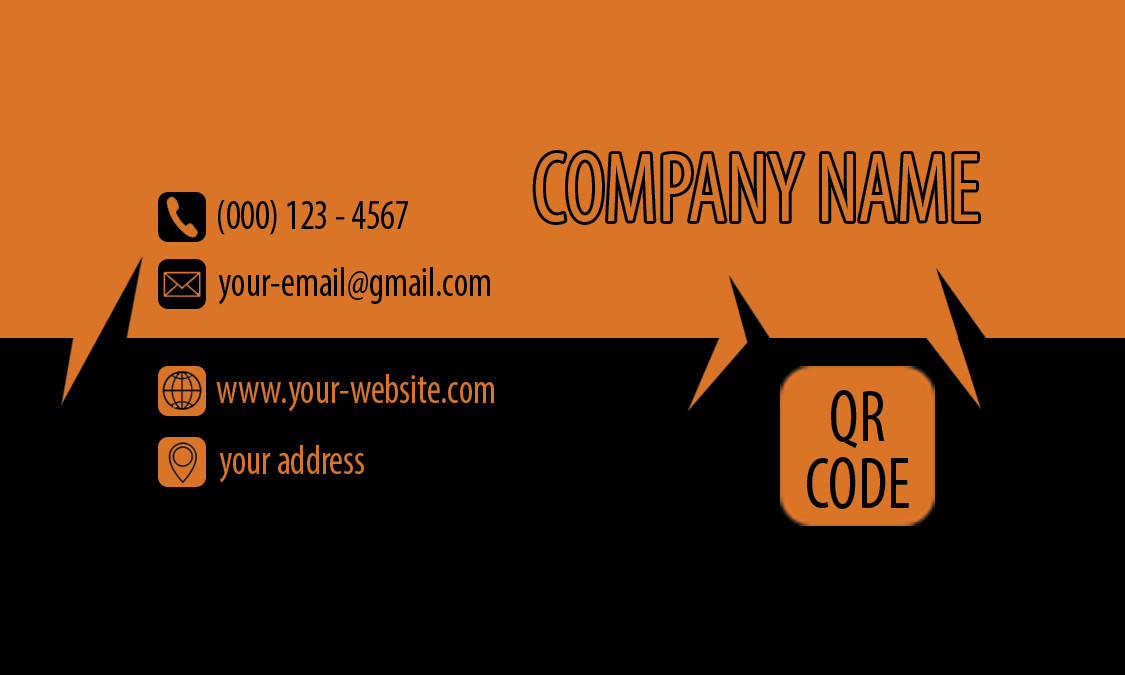 COMPANY NAME
(000) 123 - 4567
your-email@gmail.com
www.your-website.com
your address
QR
CODE